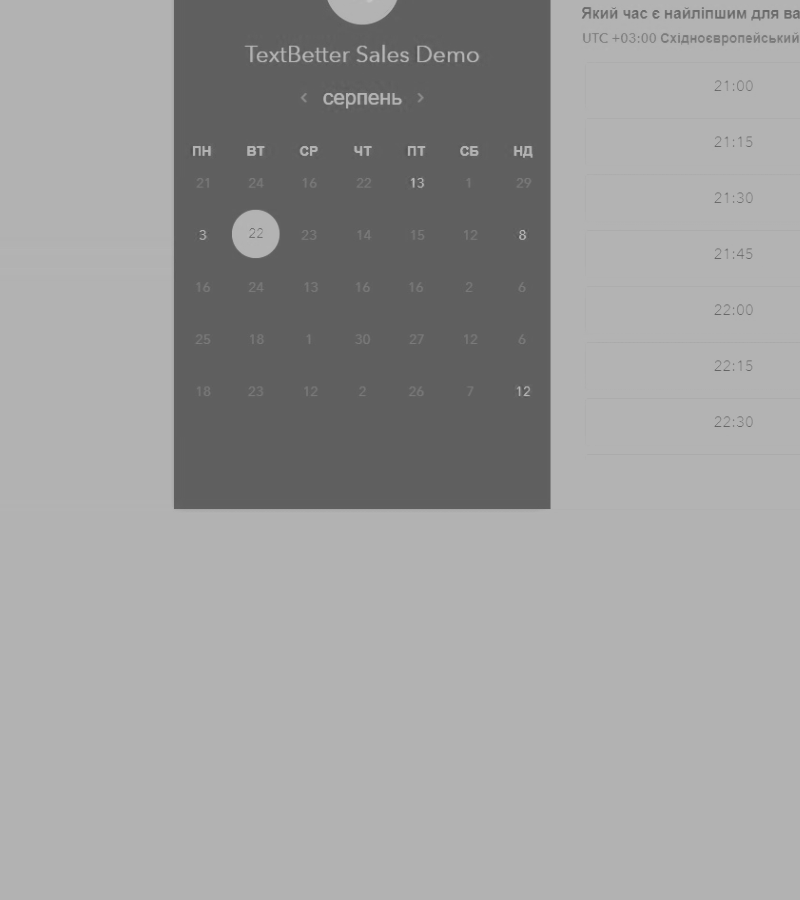 TextBetter Sales Demo
< серпень >
ПН ВТ СР ЧТ ПТ СБ НД
21 24 16 22 13 1 29
3 22 23 14 15 12 8
16 24 13 16 16 2 6
25 18 1 30 27 12 6
18 23 12 2 26 7 12
Який час є найліпшим для ва
UTC +03:00 Східноєвропейський
21:00
21:15
21:30
21:45
22:00
22:15
22:30